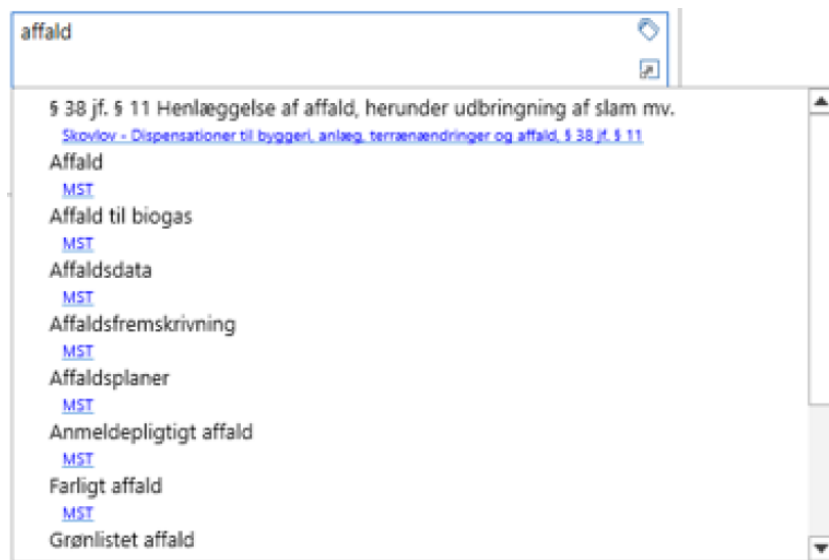 affald
§ 38 jf. § 11 Henlæggelse af affald, herunder udbringning af slam mv.
Skovlov - Dispensationer til byggeri, anlæg, terrænændringer og affald, § 38 jf. § 11
Affald
MST
Affald til biogas
MST
Affaldsdata
MST
Affaldsfremskrivning
MST
Affaldsplaner
MST
Anmeldepligtigt affald
MST
Farligt affald
MST
Grønlistet affald